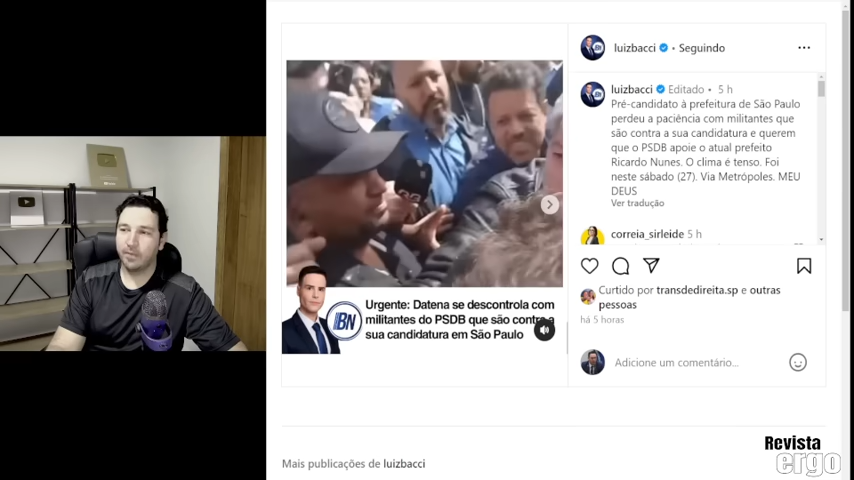 luizbacci • Seguindo
luizbacci Editado • 5 h
Pré-candidato à prefeitura de São Paulo
perdeu a paciência com militantes que
são contra a sua candidatura e querem
que o PSDB apoie o atual prefeito
Ricardo Nunes. O clima é tenso. Foi
neste sábado (27). Via Metrópoles. MEU
DEUS
Ver tradução
correia_sirleide 5 h
BN
Urgente: Datena se descontrola com
militantes do PSDB que são contra a
sua candidatura em São Paulo
Curtido por transdedireita.sp e outras
pessoas
há 5 horas
Adicione um comentário...
Mais publicações de luizbacci
Revista
ergo